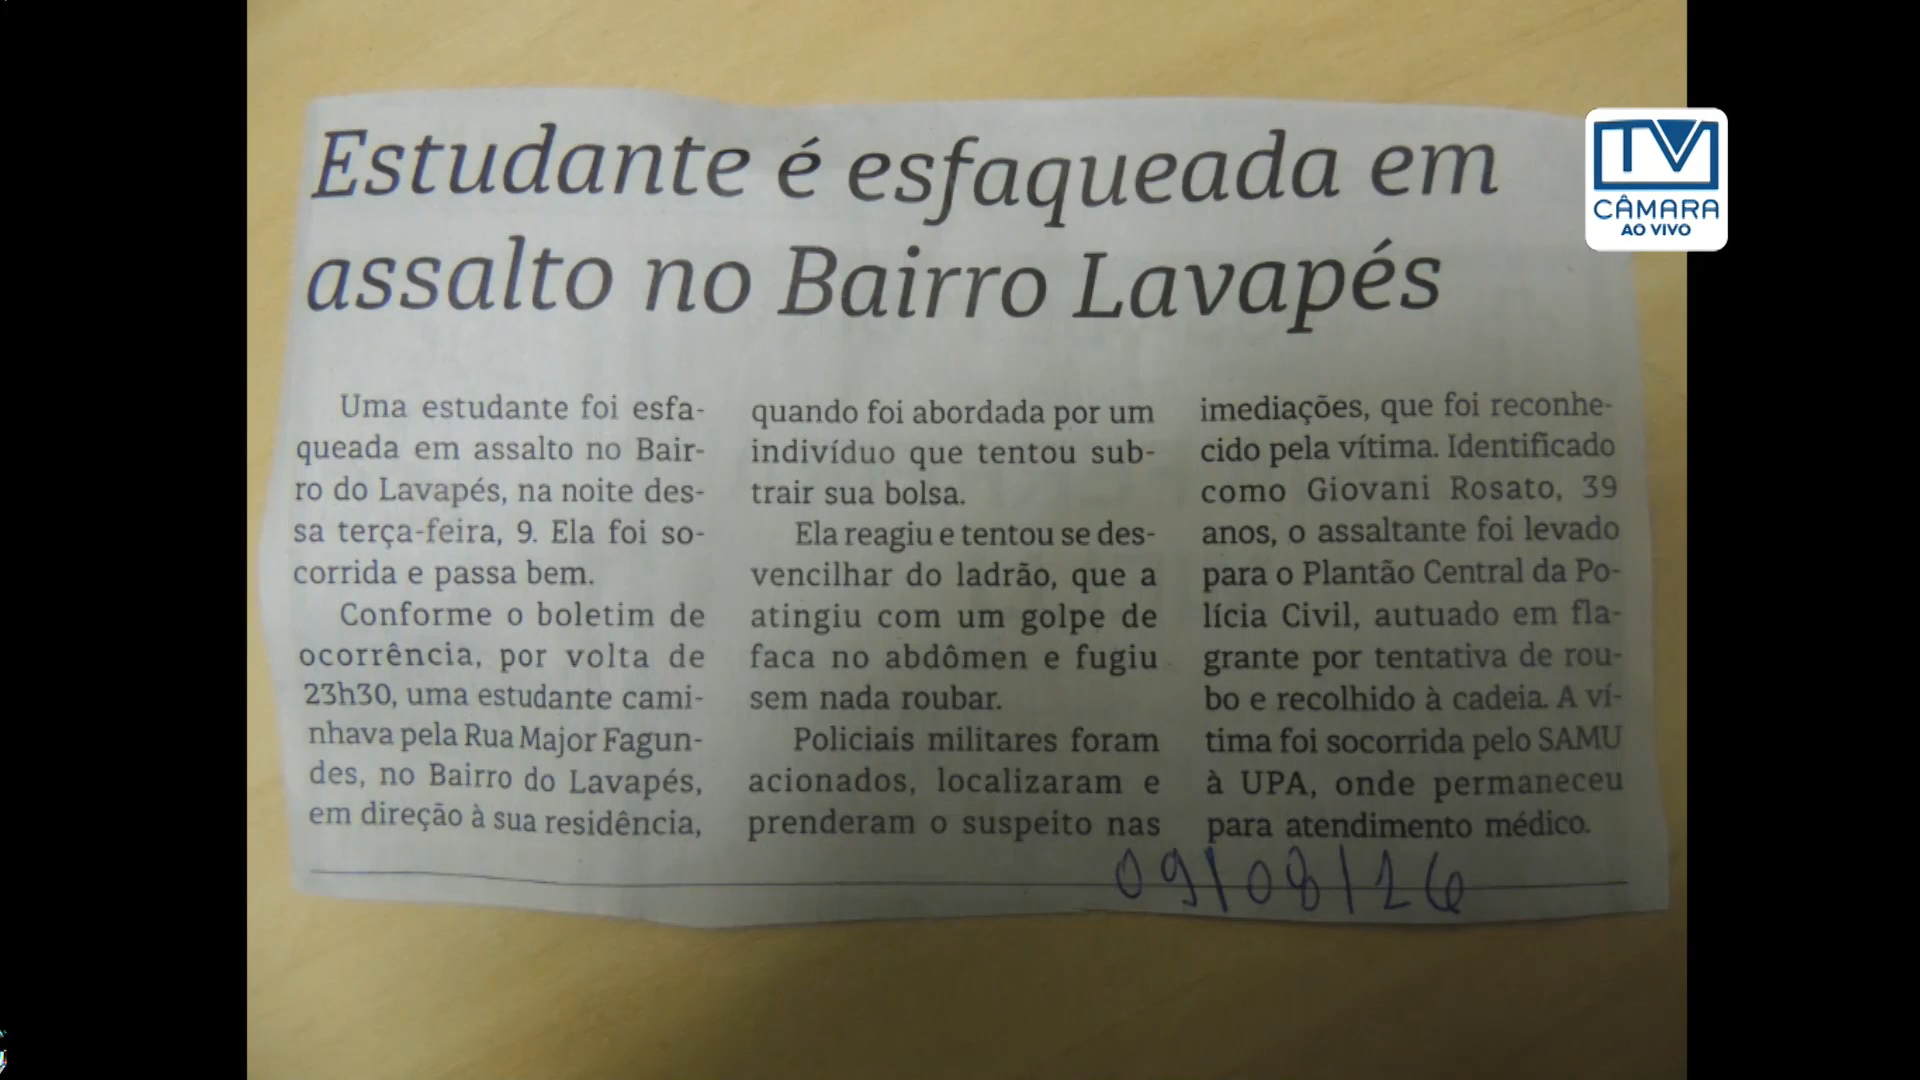 Estudante é esfaqueada em
assalto no Bairro Lavapés
Uma estudante foi esfa-
queada em assalto no Bair-
ro do Lavapés, na noite des-
sa terça-feira, 9. Ela foi so-
corrida e passa bem.
Conforme o boletim de
ocorrência, por volta de
23h30, uma estudante cami-
nhava pela Rua Major Fagun-
des, no Bairro do Lavapés,
em direção à sua residência,
quando foi abordada por um
indivíduo que tentou sub-
trair sua bolsa.
Ela reagiu e tentou se des-
vencilhar do ladrão, que a
atingiu com um golpe de
faca no abdômen e fugiu
sem nada roubar.
Policiais militares foram
acionados, localizaram e
prenderam o suspeito nas
imediações, que foi reconhe-
cido pela vítima. Identificado
como Giovani Rosato, 39
anos, o assaltante foi levado
para o Plantão Central da Po-
lícia Civil, autuado em fla-
grante por tentativa de rou-
bo e recolhido à cadeia. A ví-
tima foi socorrida pelo SAMU
à UPA, onde permaneceu
para atendimento médico.
09/08/26
TV
CÂMARA
AO VIVO